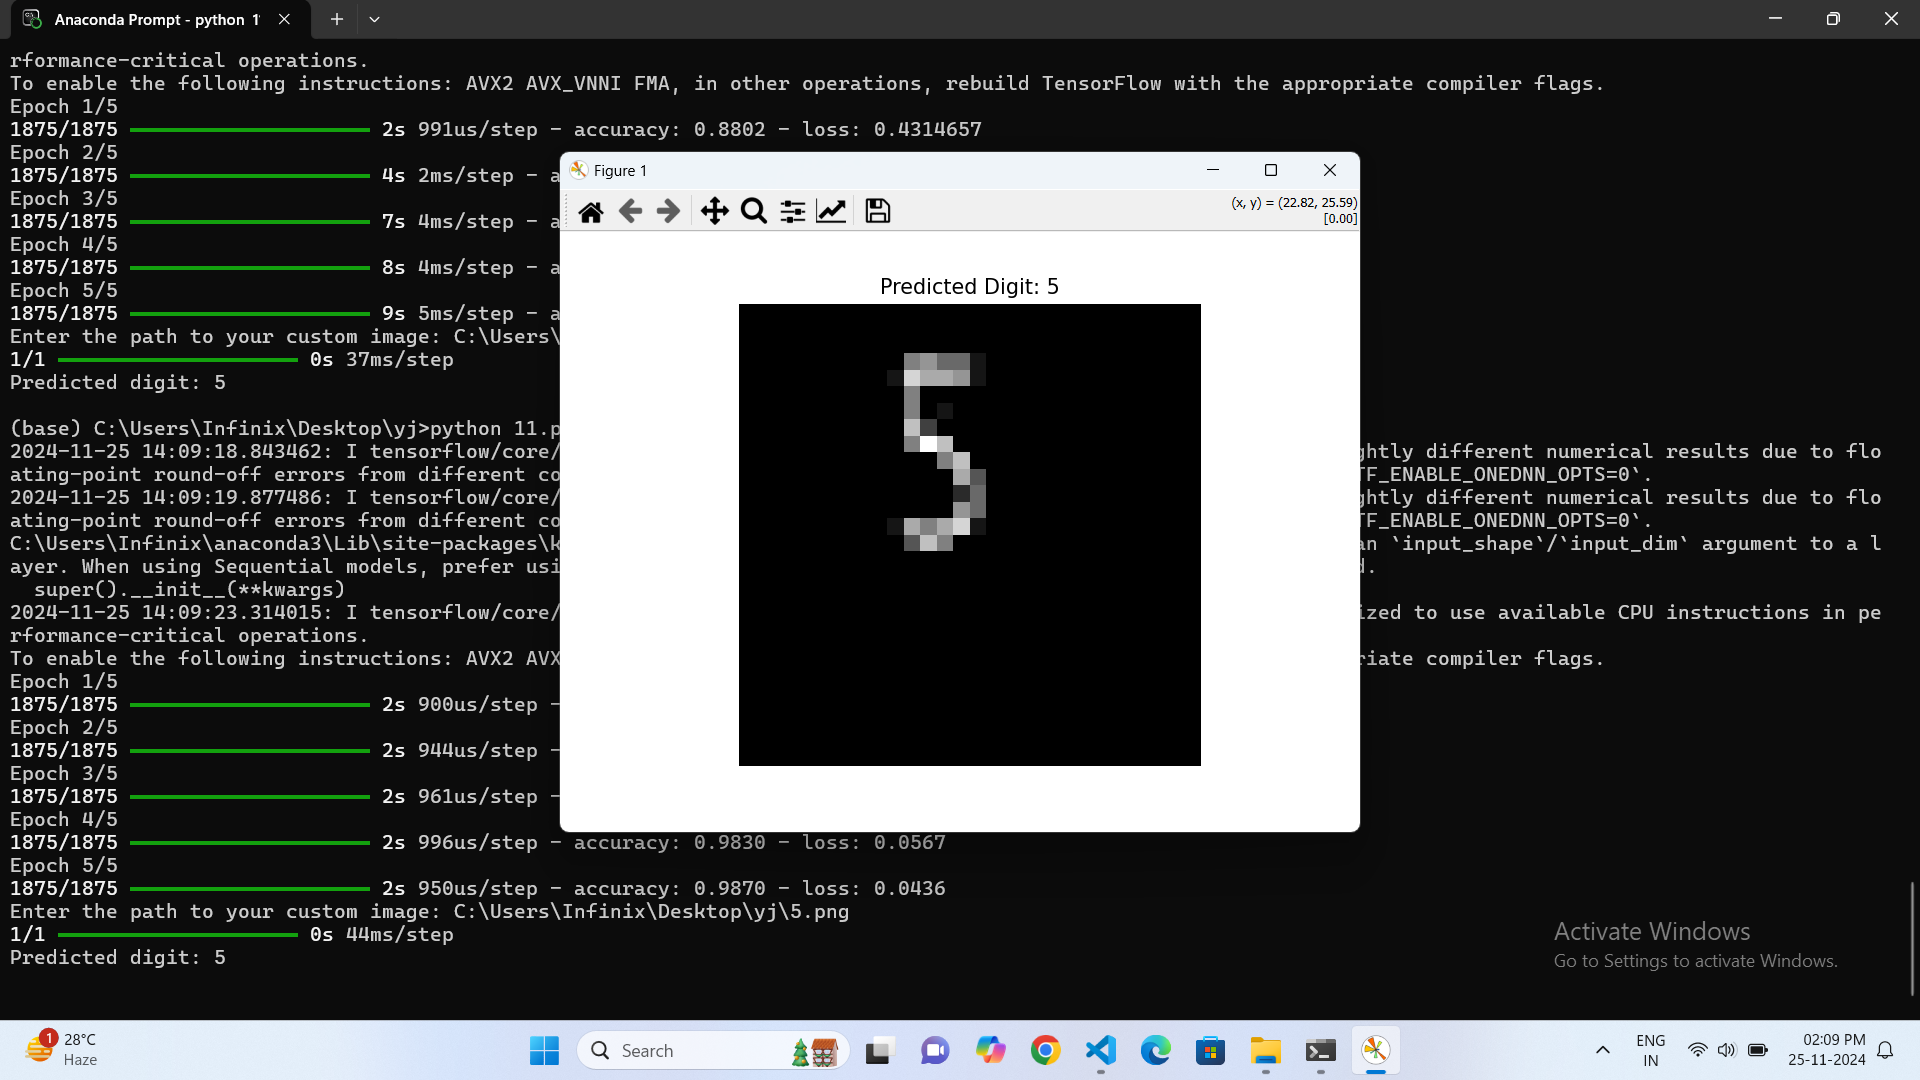 Anaconda Prompt - python 1
rformance-critical operations.
To enable the following instructions: AVX2 AVX_VNNI FMA, in other operations, rebuild TensorFlow with the appropriate compiler flags.
Epoch 1/5
1875/1875 2s 991us/step - accuracy: 0.8802 - loss: 0.4314657
Epoch 2/5
1875/1875 4s 2ms/step - a
Epoch 3/5
1875/1875 7s 4ms/step - a
Epoch 4/5
1875/1875 8s 4ms/step - a
Epoch 5/5
1875/1875 9s 5ms/step - a
Enter the path to your custom image: C:\Users\
1/1 0s 37ms/step
Predicted digit: 5
(base) C:\Users\Infinix\Desktop\yj>python 11.p
2024-11-25 14:09:18.843462: I tensorflow/core/ ghtly different numerical results due to flo
ating-point round-off errors from different co TF_ENABLE_ONEDNN_OPTS=0`.
2024-11-25 14:09:19.877486: I tensorflow/core/ ghtly different numerical results due to flo
ating-point round-off errors from different co TF_ENABLE_ONEDNN_OPTS=0`.
C:\Users\Infinix\anaconda3\Lib\site-packages\k an `input_shape`/`input_dim` argument to a l
ayer. When using Sequential models, prefer usi d.
super().__init__(**kwargs)
2024-11-25 14:09:23.314015: I tensorflow/core/ ized to use available CPU instructions in pe
rformance-critical operations.
To enable the following instructions: AVX2 AVX riate compiler flags.
Epoch 1/5
1875/1875 2s 900us/step -
Epoch 2/5
1875/1875 2s 944us/step -
Epoch 3/5
1875/1875 2s 961us/step -
Epoch 4/5
1875/1875 2s 996us/step - accuracy: 0.9830 - loss: 0.0567
Epoch 5/5
1875/1875 2s 950us/step - accuracy: 0.9870 - loss: 0.0436
Enter the path to your custom image: C:\Users\Infinix\Desktop\yj\5.png
1/1 0s 44ms/step
Predicted digit: 5
Figure 1
(x, y) = (22.82, 25.59)
[0.00]
Predicted Digit: 5
5
Activate Windows
Go to Settings to activate Windows.
1
28°C
Haze
Search
ENG
IN
02:09 PM
25-11-2024